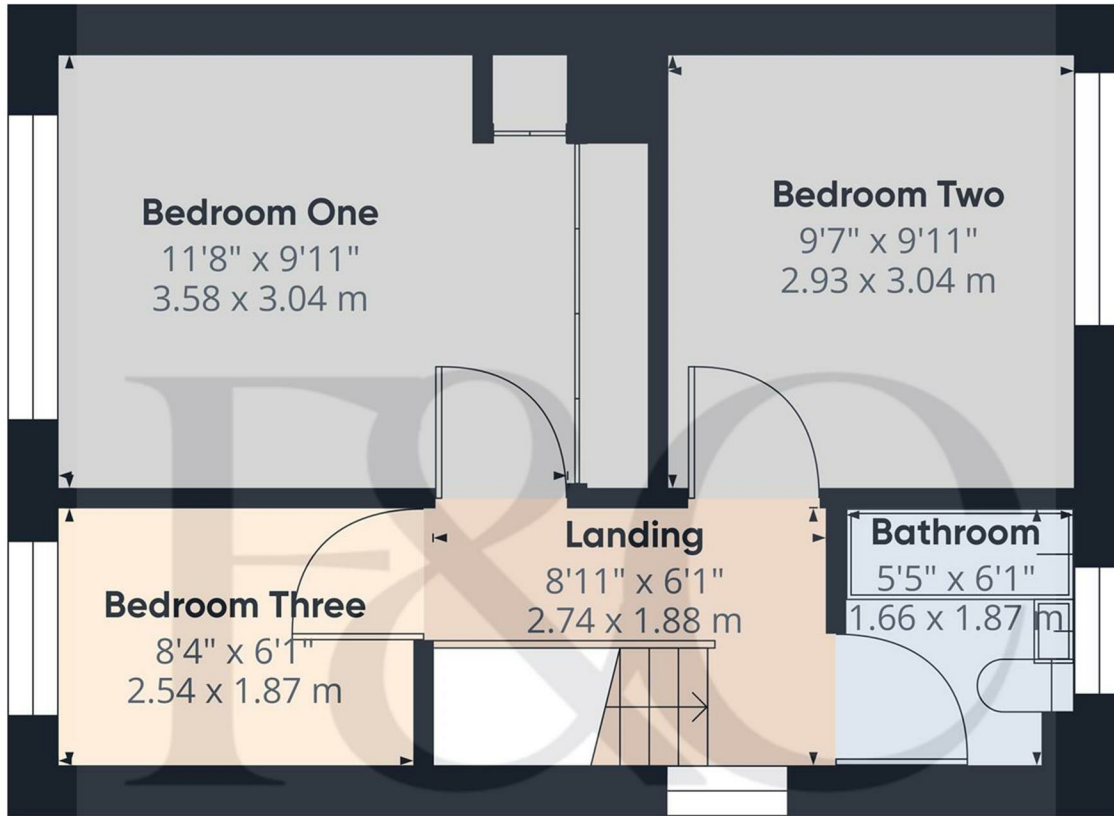 Bedroom One
11'8" x 9'11"
3.58 x 3.04 m
Bedroom Two
9'7" x 9'11"
2.93 x 3.04 m
Landing
8'11" x 6'1"
2.74 x 1.88 m
Bathroom
5'5" x 6'1"
1.66 x 1.87 m
Bedroom Three
8'4" x 6'1"
2.54 x 1.87 m
F&O